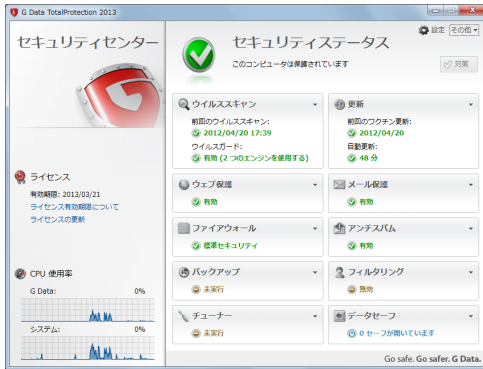 G Data TotalProtection 2013
セキュリティセンター
ライセンス
有効期限: 2013/03/21
ライセンス有効期限について
ライセンスの更新
CPU 使用率
G Data: 0%
システム: 0%
設定 その他
セキュリティステータス
このコンピュータは保護されています
対策
ウイルススキャン
前回のウイルススキャン:
2012/04/20 17:39
ウイルスガード:
有効 (2 つのエンジンを使用する)
更新
前回のワクチン更新:
2012/04/20
自動更新:
48 分
ウェブ保護
有効
メール保護
有効
ファイアウォール
標準セキュリティ
アンチスパム
有効
バックアップ
未実行
フィルタリング
無効
チューナー
未実行
データセーフ
0 セーフが開いています
Go safe. Go safer. G Data.